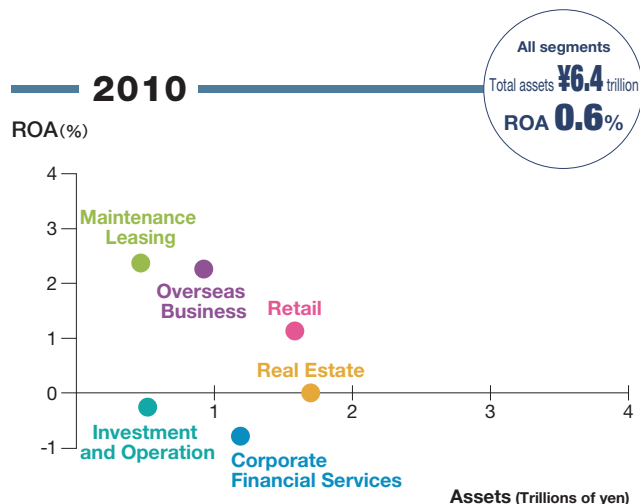 All segments
Total assets ¥6.4 trillion
ROA 0.6%
2010
ROA(%)
4
3
2
1
0
-1
Maintenance
Leasing
Overseas
Business
Retail
Real Estate
1
2
3
4
Investment
and Operation
Corporate
Financial Services
Assets (Trillions of yen)